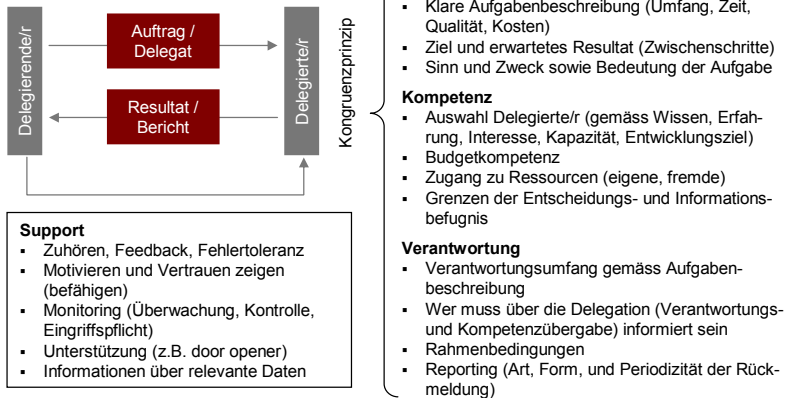 Delegierende/r
Auftrag /
Delegat
Resultat /
Bericht
Delegierte/r
Kongruenzprinzip
Support
▪ Zuhören, Feedback, Fehlertoleranz
▪ Motivieren und Vertrauen zeigen
(befähigen)
▪ Monitoring (Überwachung, Kontrolle,
Eingriffspflicht)
▪ Unterstützung (z.B. door opener)
▪ Informationen über relevante Daten
▪ Klare Aufgabenbeschreibung (Umfang, Zeit,
Qualität, Kosten)
▪ Ziel und erwartetes Resultat (Zwischenschritte)
▪ Sinn und Zweck sowie Bedeutung der Aufgabe
Kompetenz
▪ Auswahl Delegierte/r (gemäss Wissen, Erfah-
rung, Interesse, Kapazität, Entwicklungsziel)
▪ Budgetkompetenz
▪ Zugang zu Ressourcen (eigene, fremde)
▪ Grenzen der Entscheidungs- und Informations-
befugnis
Verantwortung
▪ Verantwortungsumfang gemäss Aufgaben-
beschreibung
▪ Wer muss über die Delegation (Verantwortungs-
und Kompetenzübergabe) informiert sein
▪ Rahmenbedingungen
▪ Reporting (Art, Form, und Periodizität der Rück-
meldung)